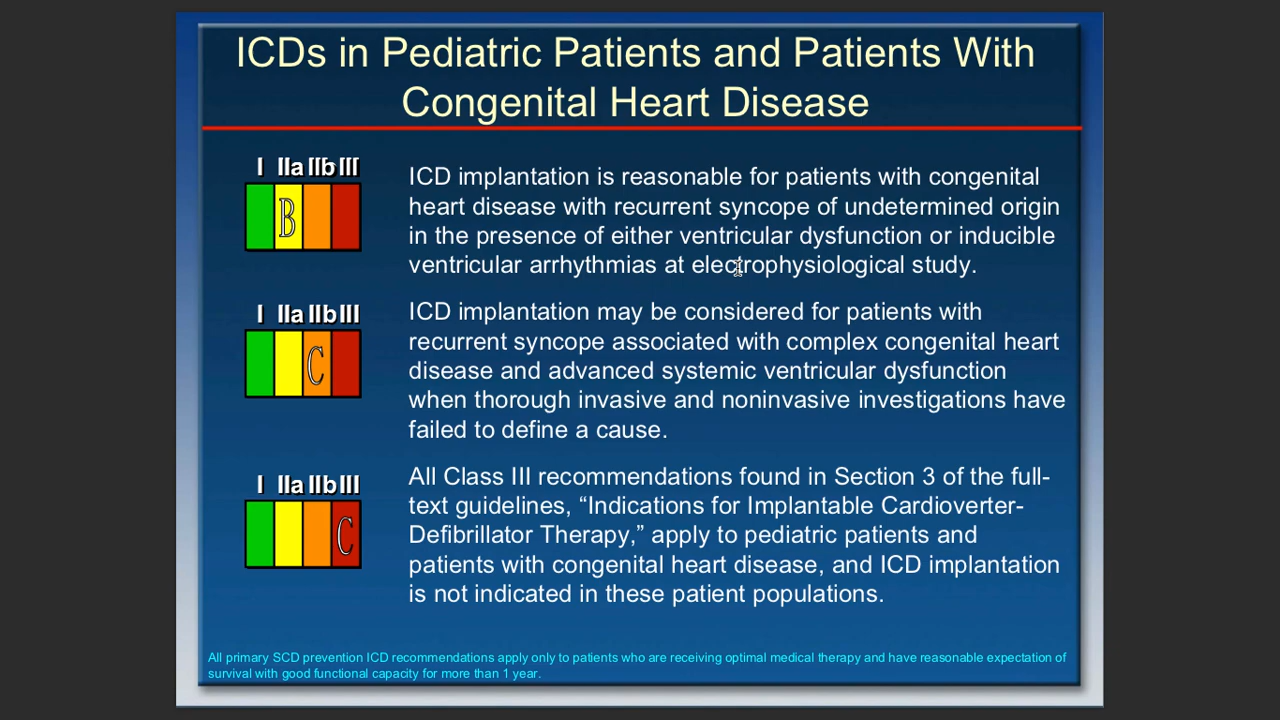 ICDs in Pediatric Patients and Patients With
Congenital Heart Disease
I IIa IIb III
B
ICD implantation is reasonable for patients with congenital
heart disease with recurrent syncope of undetermined origin
in the presence of either ventricular dysfunction or inducible
ventricular arrhythmias at electrophysiological study.
I IIa IIb III
C
ICD implantation may be considered for patients with
recurrent syncope associated with complex congenital heart
disease and advanced systemic ventricular dysfunction
when thorough invasive and noninvasive investigations have
failed to define a cause.
I IIa IIb III
C
All Class III recommendations found in Section 3 of the full-
text guidelines, “Indications for Implantable Cardioverter-
Defibrillator Therapy,” apply to pediatric patients and
patients with congenital heart disease, and ICD implantation
is not indicated in these patient populations.
All primary SCD prevention ICD recommendations apply only to patients who are receiving optimal medical therapy and have reasonable expectation of
survival with good functional capacity for more than 1 year.